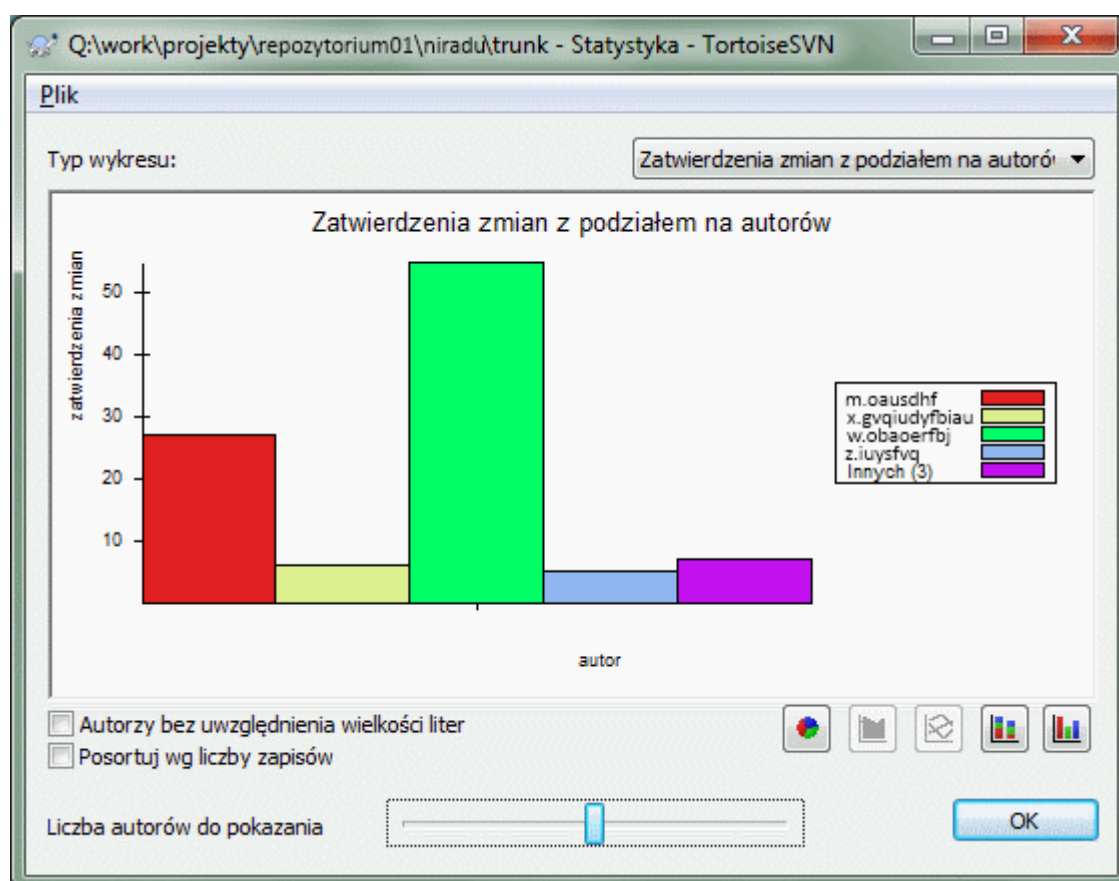 Q:\work\projekty\repozytorium01\niradu\trunk - Statystyka - TortoiseSVN
Plik
Typ wykresu:
Zatwierdzenia zmian z podziałem na autoró
Zatwierdzenia zmian z podziałem na autorów
zatwierdzenia zmian
50
40
30
20
10
autor
m.oausdhf
x.gvqiudyfbiau
w.obaoerfbj
z.iuysfvq
Innych (3)
Autorzy bez uwzględnienia wielkości liter
Posortuj wg liczby zapisów
Liczba autorów do pokazania
OK